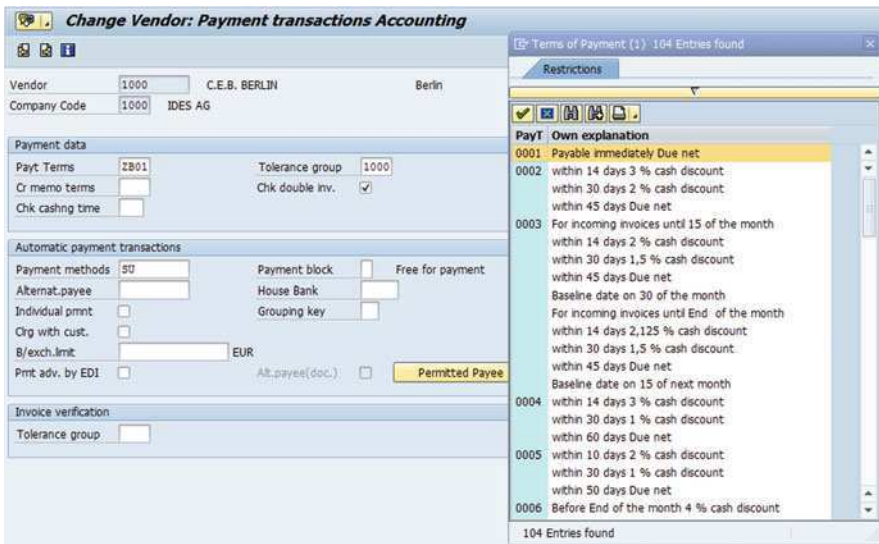 Change Vendor: Payment transactions Accounting
Vendor 1000 C.E.B. BERLIN Berlin
Company Code 1000 IDES AG
Payment data
Payt Terms ZB01 Tolerance group 1000
Cr memo terms Chk double inv.
Chk cashng time
Automatic payment transactions
Payment methods SU Payment block Free for payment
Alternat.payee House Bank
Individual pmnt Grouping key
Clrg with cust.
B/exch.lmt EUR
Pmt adv. by EDI Alt.payee(doc.) Permitted Payee
Invoice verification
Tolerance group
Terms of Payment (1) 104 Entries found
Restrictions
PayT Own explanation
0001 Payable immediately Due net
0002 within 14 days 3 % cash discount
within 30 days 2 % cash discount
within 45 days Due net
0003 For incoming invoices until 15 of the month
within 14 days 2 % cash discount
within 30 days 1,5 % cash discount
within 45 days Due net
Baseline date on 30 of the month
For incoming invoices until End of the month
within 14 days 2,125 % cash discount
within 30 days 1,5 % cash discount
within 45 days Due net
Baseline date on 15 of next month
0004 within 14 days 3 % cash discount
within 30 days 1 % cash discount
within 60 days Due net
0005 within 10 days 2 % cash discount
within 30 days 1 % cash discount
within 50 days Due net
0006 Before End of the month 4 % cash discount
104 Entries found